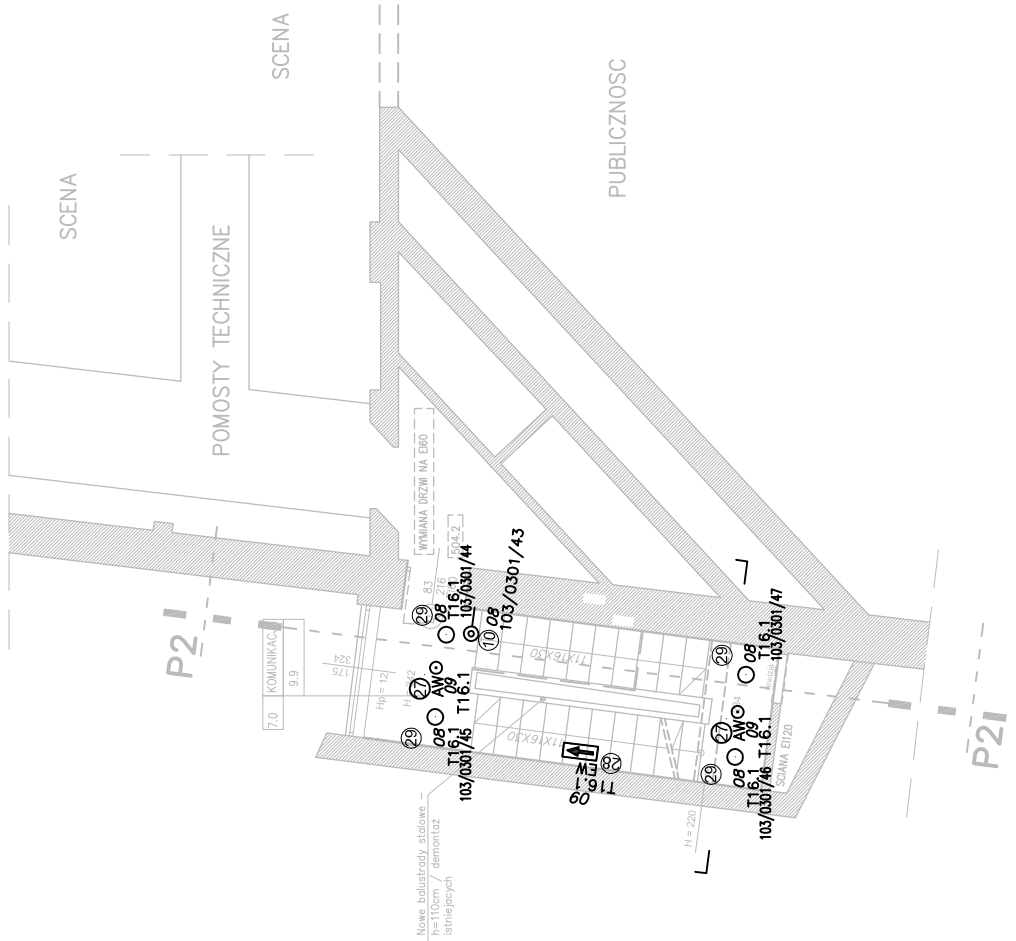 SCENA
SCENA
POMOSTY TECHNICZNE
PUBLICZNOSC
WYMIANA DRZWI NA EI60
504.2
P2
7.0 KOMUNIKACJ
9.9
83
216
175
324
Hp = 12
29
08
T16.1
103/0301/44
10
08
103/0301/43
27
AW
09
T16.1
29
08
T16.1
103/0301/45
11X16X30
11X16X30
28
EW
T16.1
09
29
08
T16.1
103/0301/47
27
AW
09
T16.1
29
08
T16.1
103/0301/46
SCIANA EI120
H = 220
Nowe balustrady stalowe –
h=110cm / demontaż
istniejacych
P2